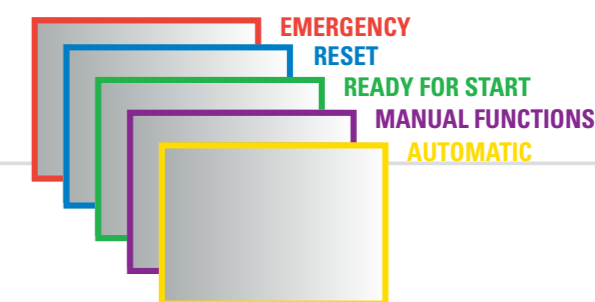 EMERGENCY
RESET
READY FOR START
MANUAL FUNCTIONS
AUTOMATIC